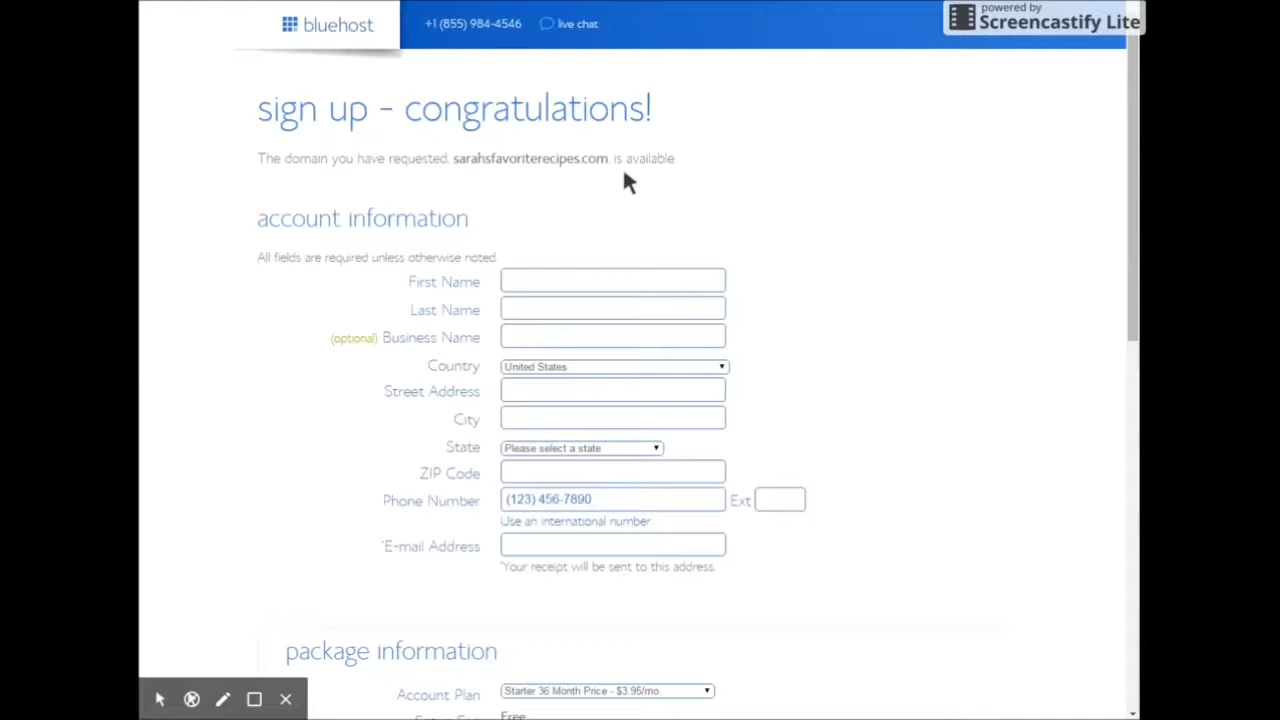 bluehost
+1 (855) 984-4546
live chat
powered by
Screencastify Lite
sign up - congratulations!
The domain you have requested, sarahsfavoriterecipes.com, is available.
account information
All fields are required unless otherwise noted.
First Name
Last Name
(optional) Business Name
Country United States
Street Address
City
State Please select a state
ZIP Code
Phone Number (123) 456-7890 Ext
Use an international number
*E-mail Address
*Your receipt will be sent to this address.
package information
Account Plan Starter 36 Month Price - $3.95/mo.
Free